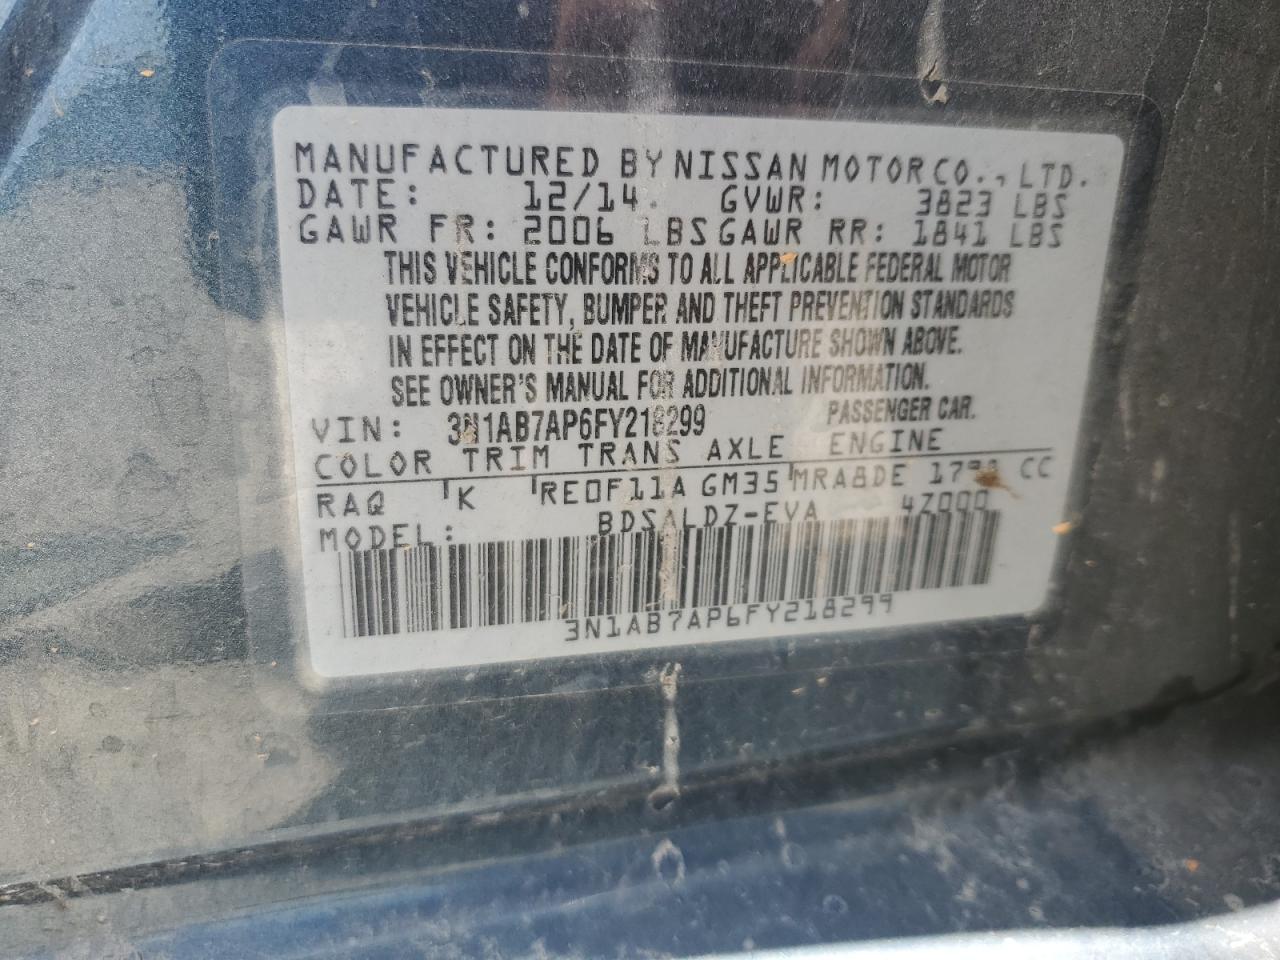 MANUFACTURED BY NISSAN MOTOR CO., LTD.
DATE: 12/14 GVWR: 3823 LBS
GAWR FR: 2006 LBS GAWR RR: 1841 LBS
THIS VEHICLE CONFORMS TO ALL APPLICABLE FEDERAL MOTOR
VEHICLE SAFETY, BUMPER AND THEFT PREVENTION STANDARDS
IN EFFECT ON THE DATE OF MANUFACTURE SHOWN ABOVE.
SEE OWNER'S MANUAL FOR ADDITIONAL INFORMATION.
VIN: 3N1AB7AP6FY218299 PASSENGER CAR.
COLOR TRIM TRANS AXLE ENGINE
RAQ K RE0F11A GM35 MRA8DE CC
MODEL: BDSALDZ-EVA 4Z000
3N1AB7AP6FY218299